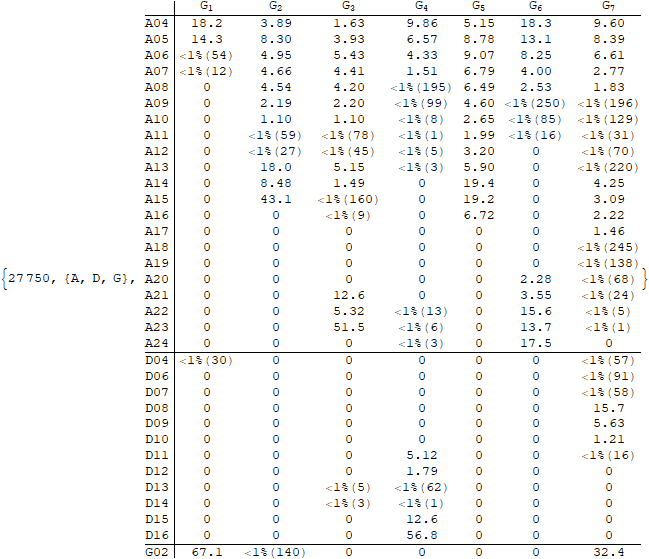 G1 G2 G3 G4 G5 G6 G7
A04 18.2 3.89 1.63 9.86 5.15 18.3 9.60
A05 14.3 8.30 3.93 6.57 8.78 13.1 8.39
A06 <1%(54) 4.95 5.43 4.33 9.07 8.25 6.61
A07 <1%(12) 4.66 4.41 1.51 6.79 4.00 2.77
A08 0 4.54 4.20 <1%(195) 6.49 2.53 1.83
A09 0 2.19 2.20 <1%(99) 4.60 <1%(250) <1%(196)
A10 0 1.10 1.10 <1%(8) 2.65 <1%(85) <1%(129)
A11 0 <1%(59) <1%(78) <1%(1) 1.99 <1%(16) <1%(31)
A12 0 <1%(27) <1%(45) <1%(5) 3.20 0 <1%(70)
A13 0 18.0 5.15 <1%(3) 5.90 0 <1%(220)
A14 0 8.48 1.49 0 19.4 0 4.25
A15 0 43.1 <1%(160) 0 19.2 0 3.09
A16 0 0 <1%(9) 0 6.72 0 2.22
A17 0 0 0 0 0 0 1.46
A18 0 0 0 0 0 0 <1%(245)
A19 0 0 0 0 0 0 <1%(138)
{27750, {A, D, G}, A20 0 0 0 0 0 2.28 <1%(68) }
A21 0 0 12.6 0 0 3.55 <1%(24)
A22 0 0 5.32 <1%(13) 0 15.6 <1%(5)
A23 0 0 51.5 <1%(6) 0 13.7 <1%(1)
A24 0 0 0 <1%(3) 0 17.5 0
D04 <1%(30) 0 0 0 0 0 <1%(57)
D06 0 0 0 0 0 0 <1%(91)
D07 0 0 0 0 0 0 <1%(58)
D08 0 0 0 0 0 0 15.7
D09 0 0 0 0 0 0 5.63
D10 0 0 0 0 0 0 1.21
D11 0 0 0 5.12 0 0 <1%(16)
D12 0 0 0 1.79 0 0 0
D13 0 0 <1%(5) <1%(62) 0 0 0
D14 0 0 <1%(3) <1%(1) 0 0 0
D15 0 0 0 12.6 0 0 0
D16 0 0 0 56.8 0 0 0
G02 67.1 <1%(140) 0 0 0 0 32.4